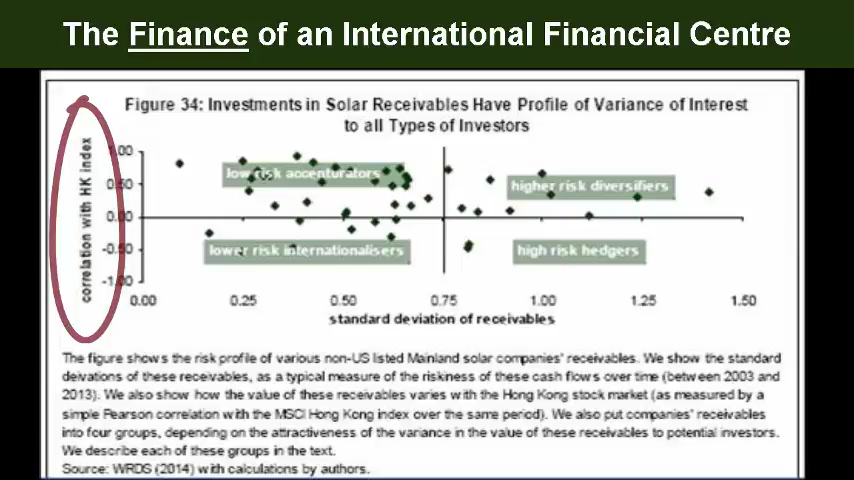 The Finance of an International Financial Centre
Figure 34: Investments in Solar Receivables Have Profile of Variance of Interest
to all Types of Investors
correlation with HK index
1.00
0.50
0.00
-0.50
-1.00
low risk accenturators
higher risk diversifiers
lower risk internationalisers
high risk hedgers
0.00 0.25 0.50 0.75 1.00 1.25 1.50
standard deviation of receivables
The figure shows the risk profile of various non-US listed Mainland solar companies' receivables. We show the standard
deivations of these receivables, as a typical measure of the riskiness of these cash flows over time (between 2003 and
2013). We also show how the value of these receivables varies with the Hong Kong stock market (as measured by a
simple Pearson correlation with the MSCI Hong Kong index over the same period). We also put companies' receivables
into four groups, depending on the attractiveness of the variance in the value of these receivables to potential investors.
We describe each of these groups in the text.
Source: WRDS (2014) with calculations by authors.